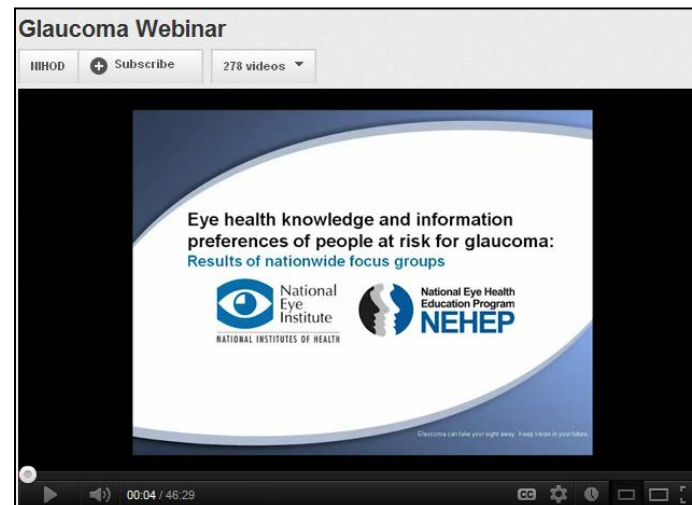 Glaucoma Webinar
NIHOD Subscribe 278 videos
Eye health knowledge and information
preferences of people at risk for glaucoma:
Results of nationwide focus groups
National
Eye
Institute
NATIONAL INSTITUTES OF HEALTH
National Eye Health
Education Program
NEHEP
Glaucoma can take your sight away. Keep vision in your future.
00:04 / 46:29 CC